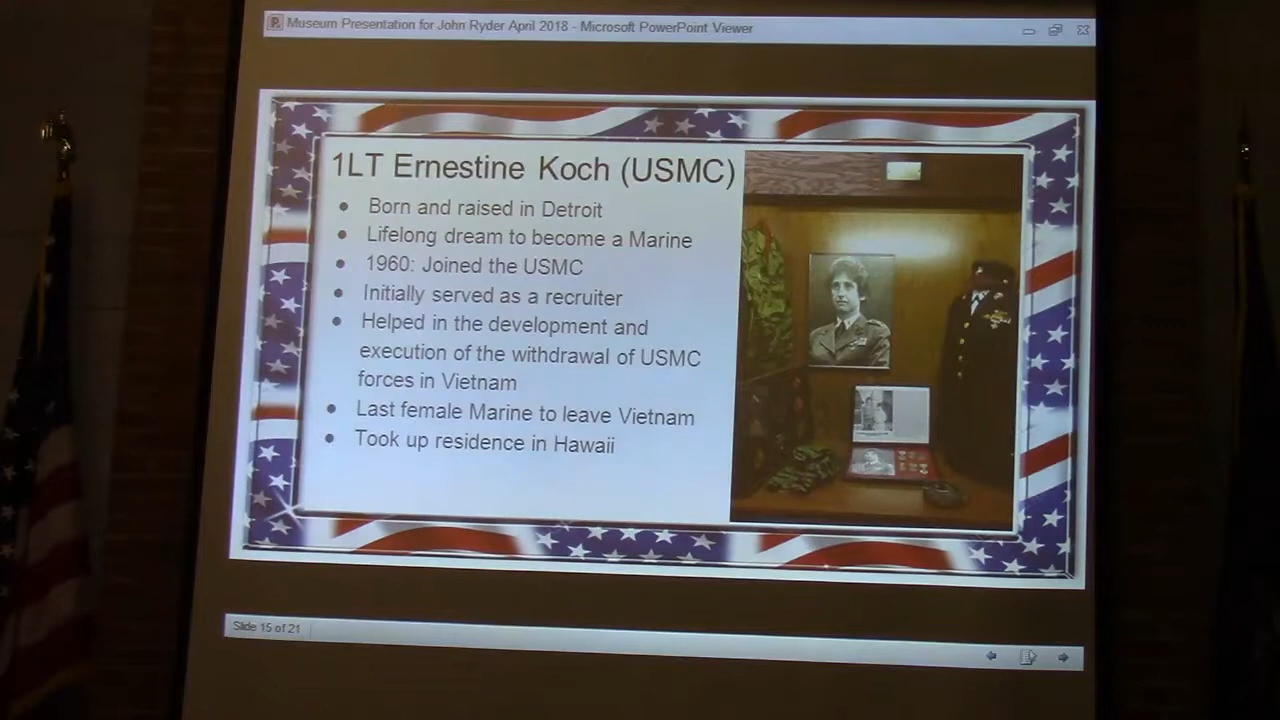 Museum Presentation for John Ryder April 2018 - Microsoft PowerPoint Viewer
1LT Ernestine Koch (USMC)
• Born and raised in Detroit
• Lifelong dream to become a Marine
• 1960: Joined the USMC
• Initially served as a recruiter
• Helped in the development and
execution of the withdrawal of USMC
forces in Vietnam
• Last female Marine to leave Vietnam
• Took up residence in Hawaii
Slide 15 of 21